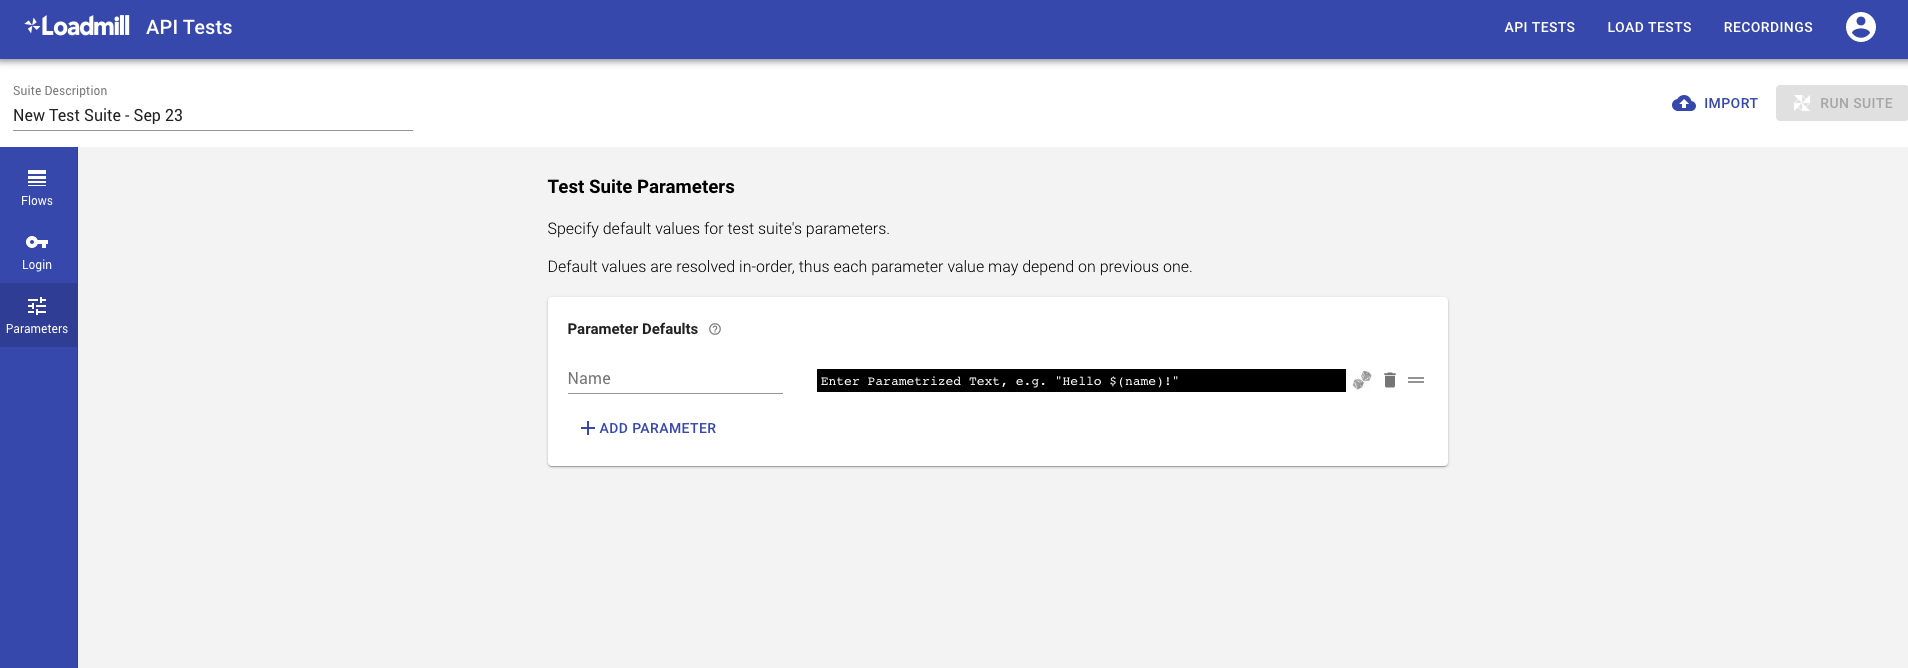 Loadmill API Tests API TESTS LOAD TESTS RECORDINGS
Suite Description
New Test Suite - Sep 23
IMPORT RUN SUITE
Flows
Login
Parameters
Test Suite Parameters
Specify default values for test suite's parameters.
Default values are resolved in-order, thus each parameter value may depend on previous one.
Parameter Defaults ?
Name Enter Parametrized Text, e.g. "Hello $(name)!"
+ ADD PARAMETER